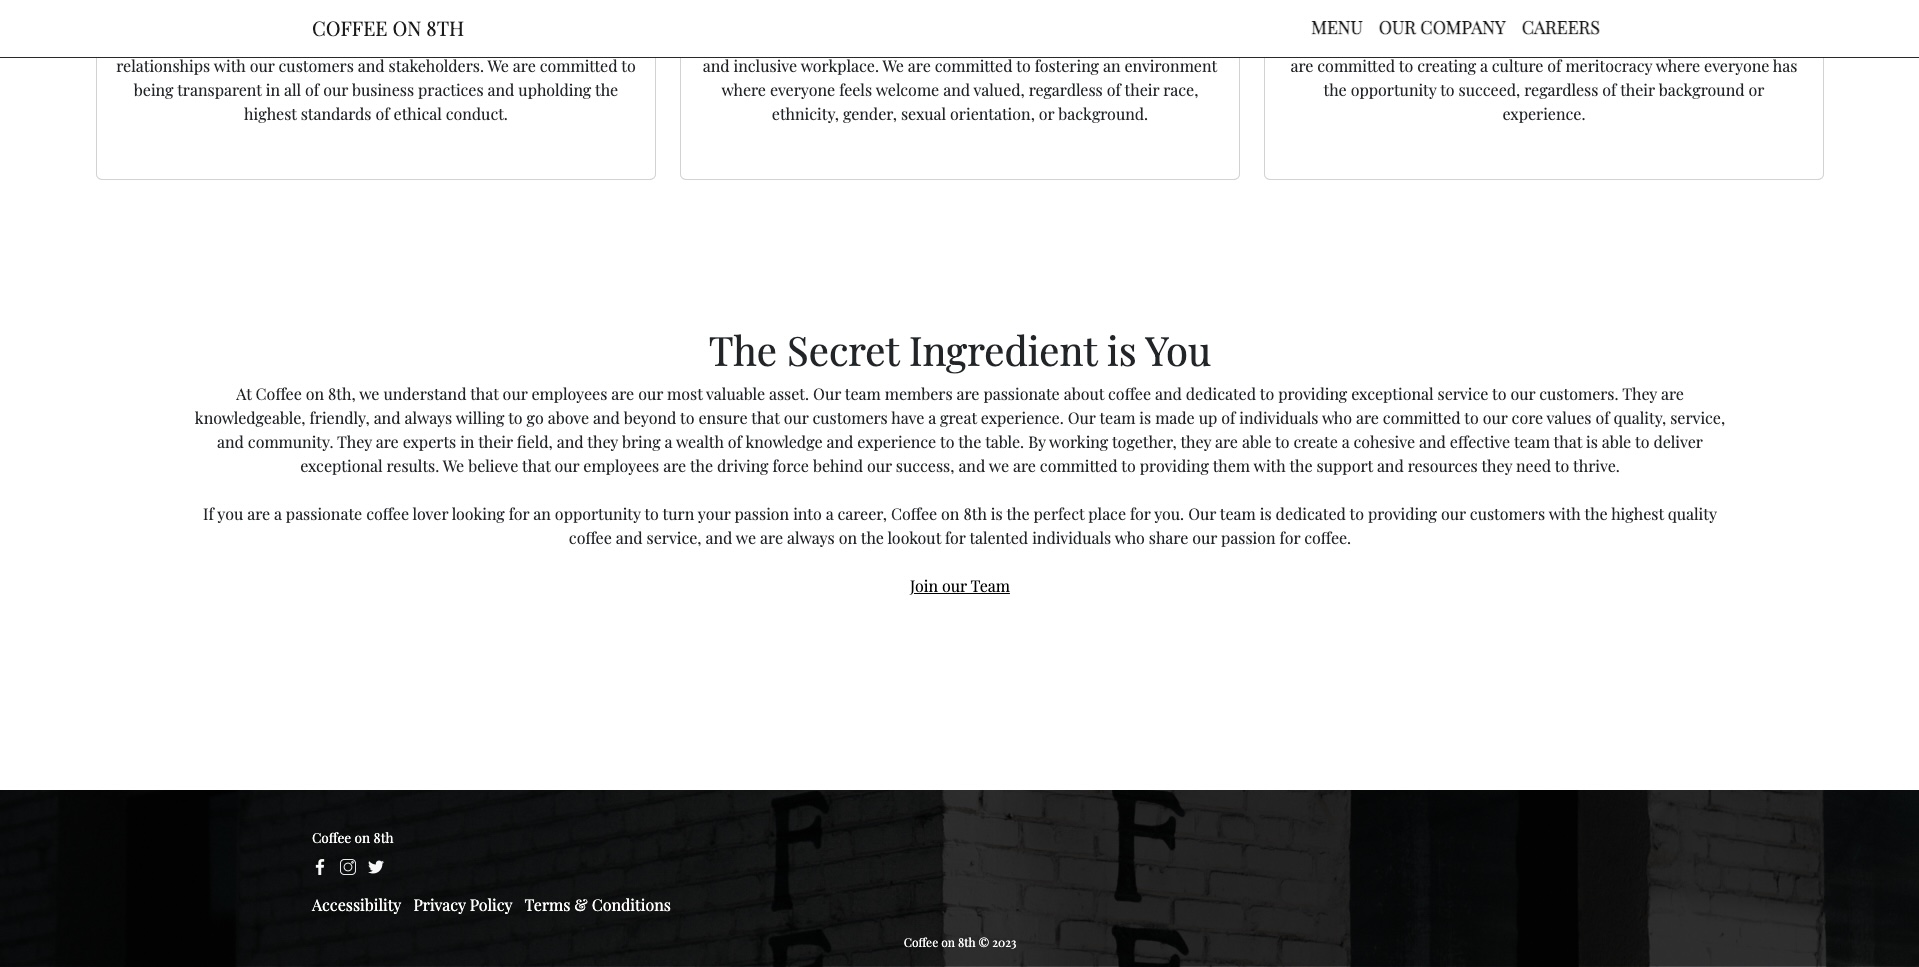 COFFEE ON 8TH
MENU OUR COMPANY CAREERS
relationships with our customers and stakeholders. We are committed to
being transparent in all of our business practices and upholding the
highest standards of ethical conduct.
and inclusive workplace. We are committed to fostering an environment
where everyone feels welcome and valued, regardless of their race,
ethnicity, gender, sexual orientation, or background.
are committed to creating a culture of meritocracy where everyone has
the opportunity to succeed, regardless of their background or
experience.
The Secret Ingredient is You
At Coffee on 8th, we understand that our employees are our most valuable asset. Our team members are passionate about coffee and dedicated to providing exceptional service to our customers. They are
knowledgeable, friendly, and always willing to go above and beyond to ensure that our customers have a great experience. Our team is made up of individuals who are committed to our core values of quality, service,
and community. They are experts in their field, and they bring a wealth of knowledge and experience to the table. By working together, they are able to create a cohesive and effective team that is able to deliver
exceptional results. We believe that our employees are the driving force behind our success, and we are committed to providing them with the support and resources they need to thrive.
If you are a passionate coffee lover looking for an opportunity to turn your passion into a career, Coffee on 8th is the perfect place for you. Our team is dedicated to providing our customers with the highest quality
coffee and service, and we are always on the lookout for talented individuals who share our passion for coffee.
Join our Team
F F
Coffee on 8th
Accessibility Privacy Policy Terms & Conditions
F F
Coffee on 8th © 2023